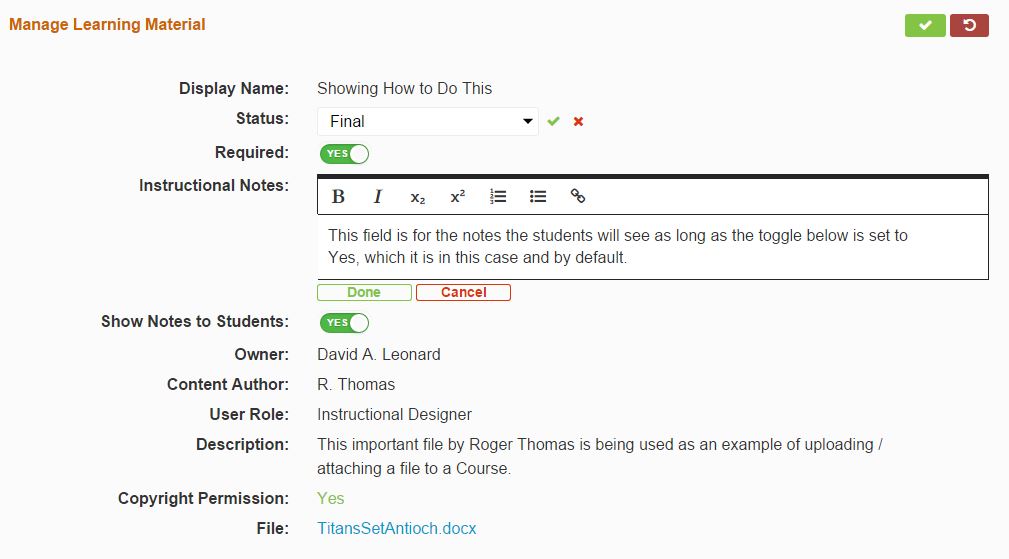 Manage Learning Material
Display Name: Showing How to Do This
Status: Final
Required: YES
Instructional Notes: B I x₂ x²
This field is for the notes the students will see as long as the toggle below is set to
Yes, which it is in this case and by default.
Done Cancel
Show Notes to Students: YES
Owner: David A. Leonard
Content Author: R. Thomas
User Role: Instructional Designer
Description: This important file by Roger Thomas is being used as an example of uploading /
attaching a file to a Course.
Copyright Permission: Yes
File: TitansSetAntioch.docx